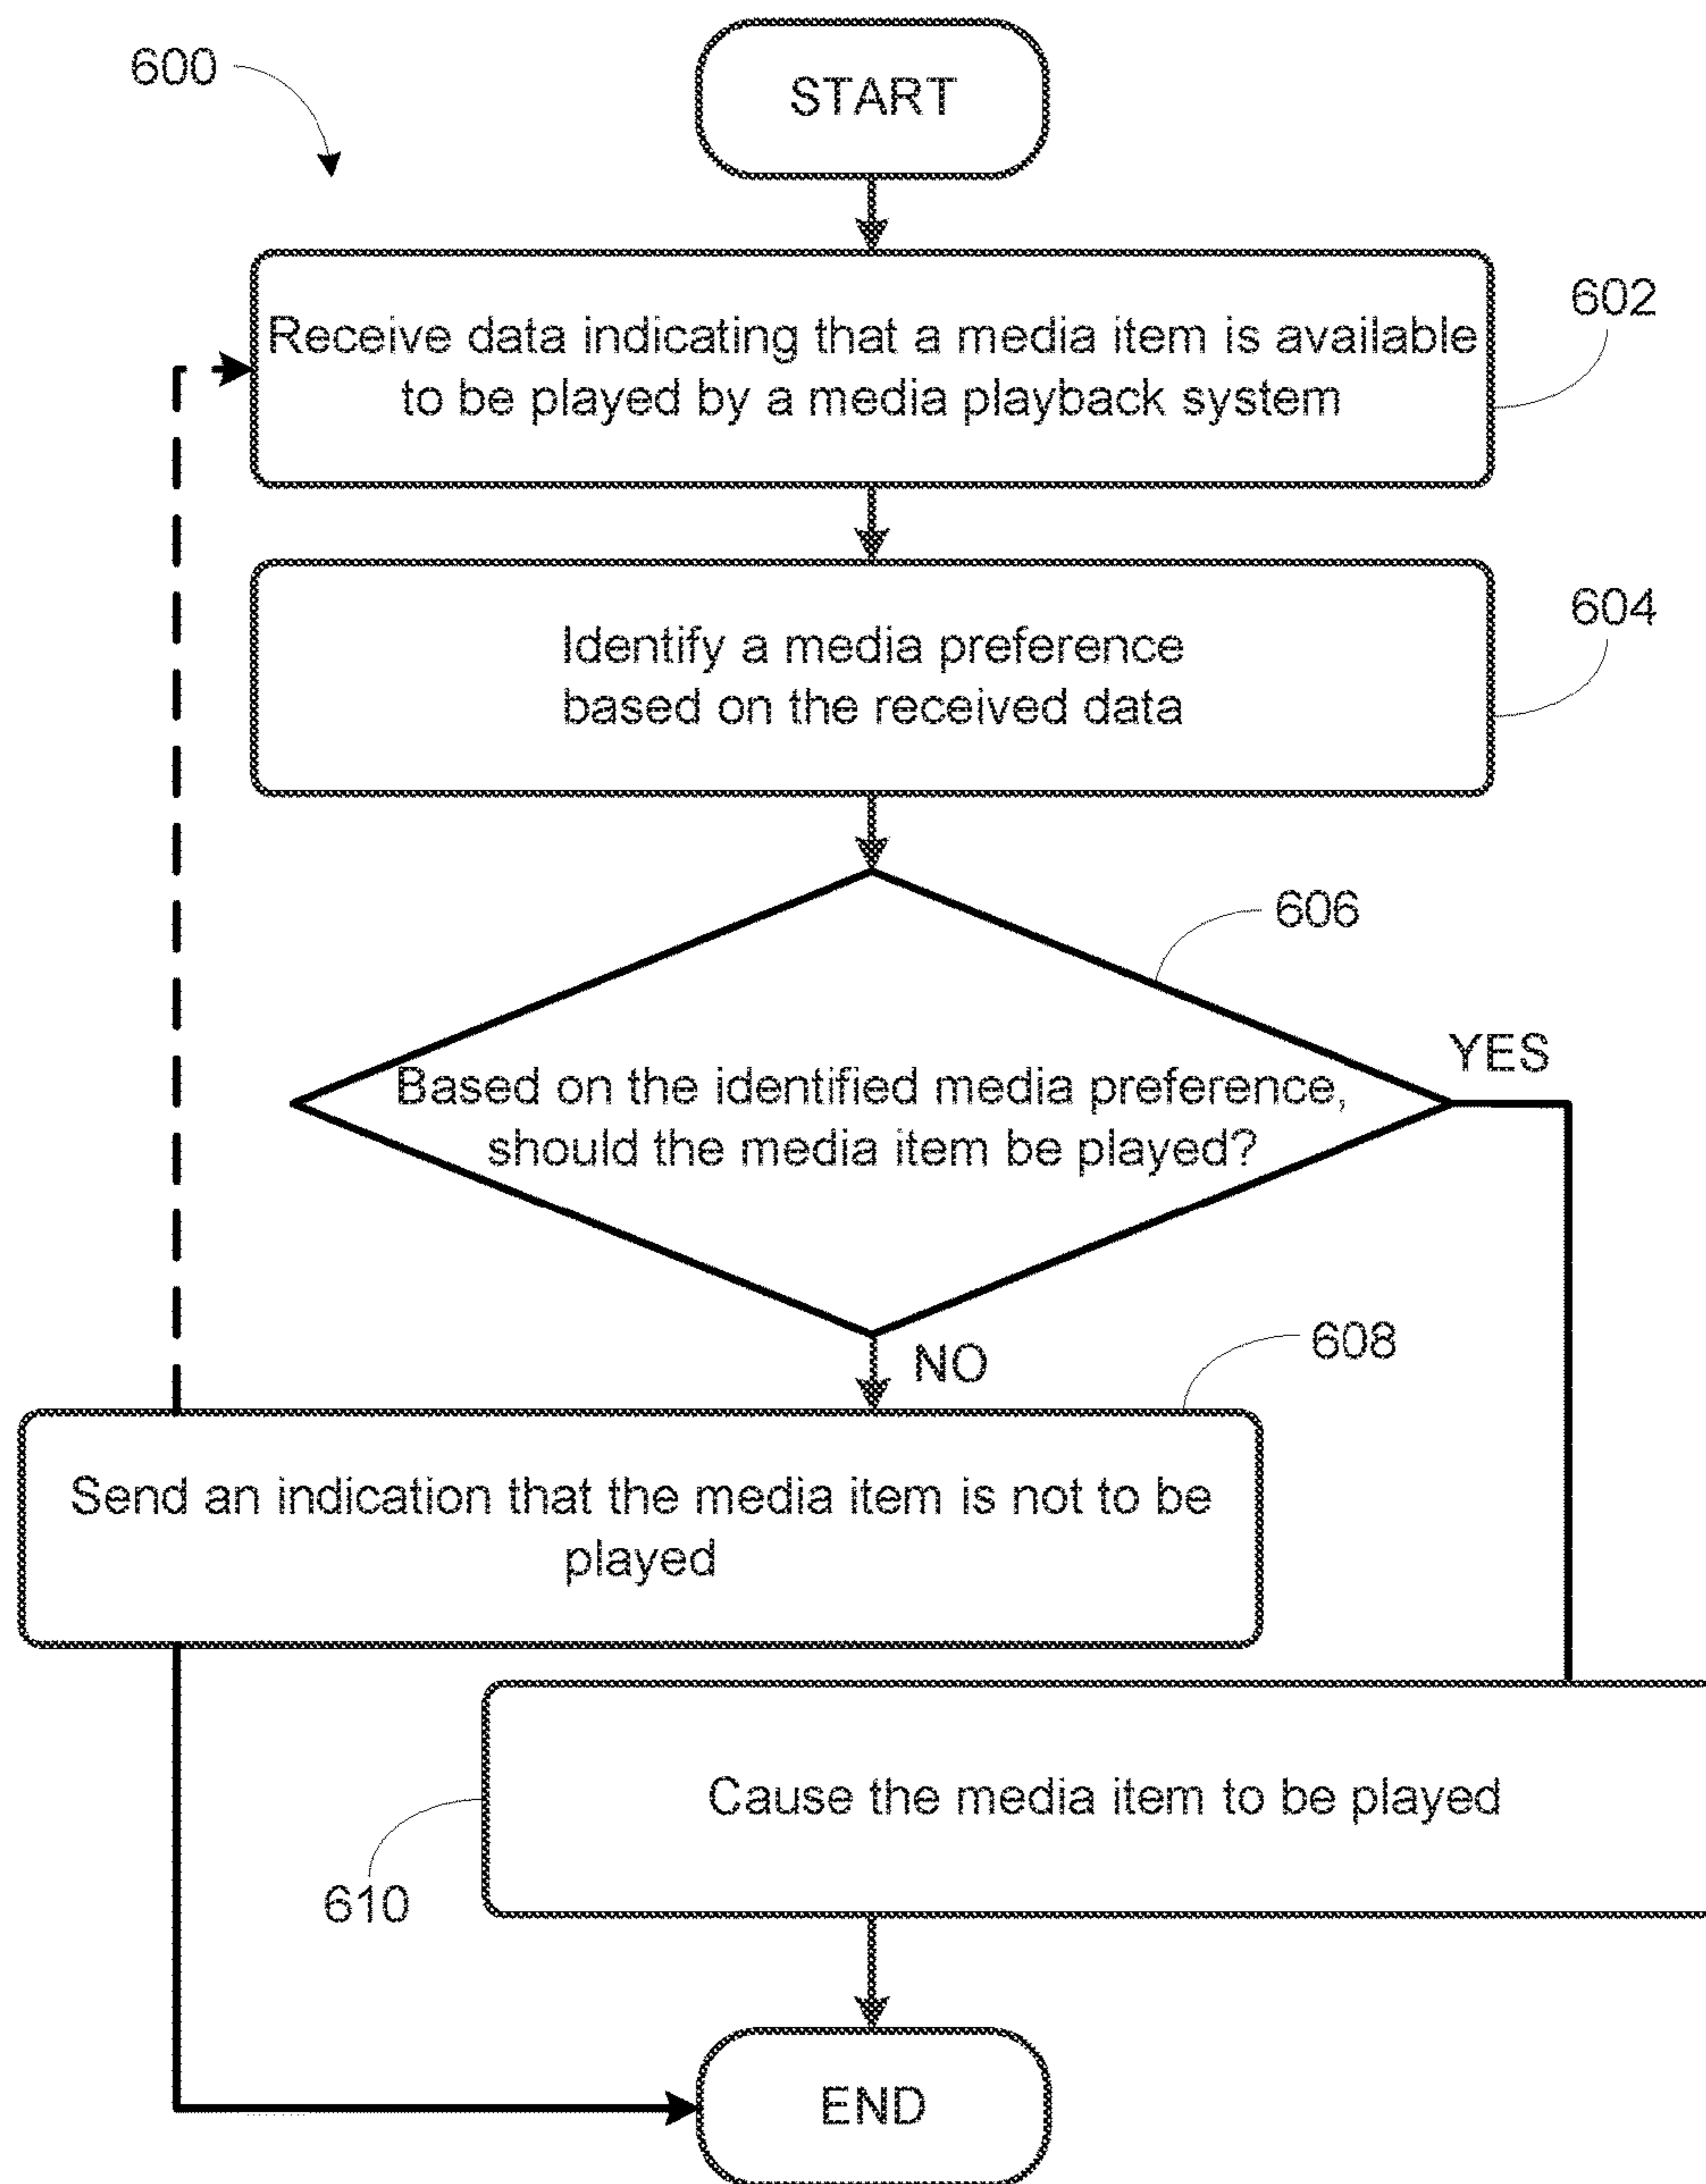 600
START
Receive data indicating that a media item is available
to be played by a media playback system
602
Identify a media preference
based on the received data
604
606
Based on the identified media preference,
should the media item be played?
YES
NO
608
Send an indication that the media item is not to be
played
Cause the media item to be played
610
END